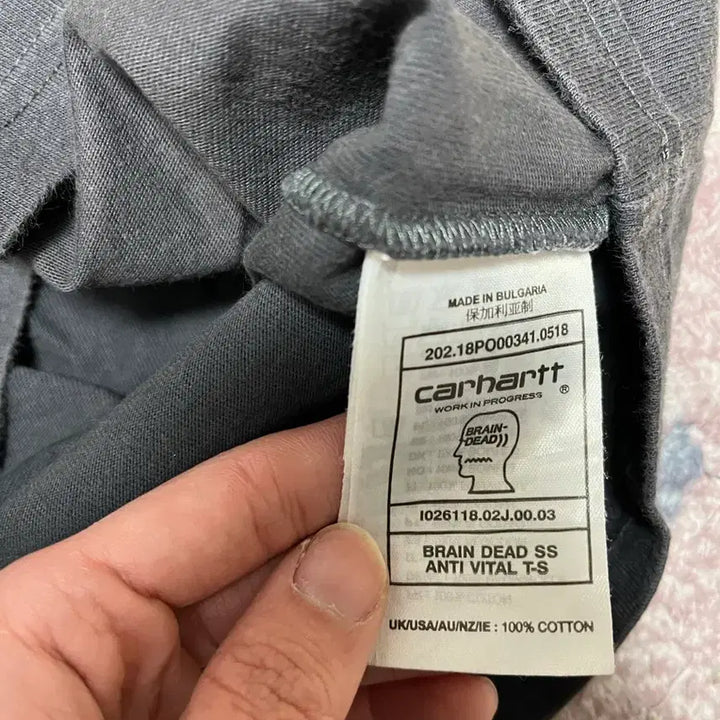 MADE IN BULGARIA
保加利亚制
202.18PO00341.0518
carhartt®
WORK IN PROGRESS
BRAIN-
DEAD))
I026118.02J.00.03
BRAIN DEAD SS
ANTI VITAL T-S
UK/USA/AU/NZ/IE : 100% COTTON